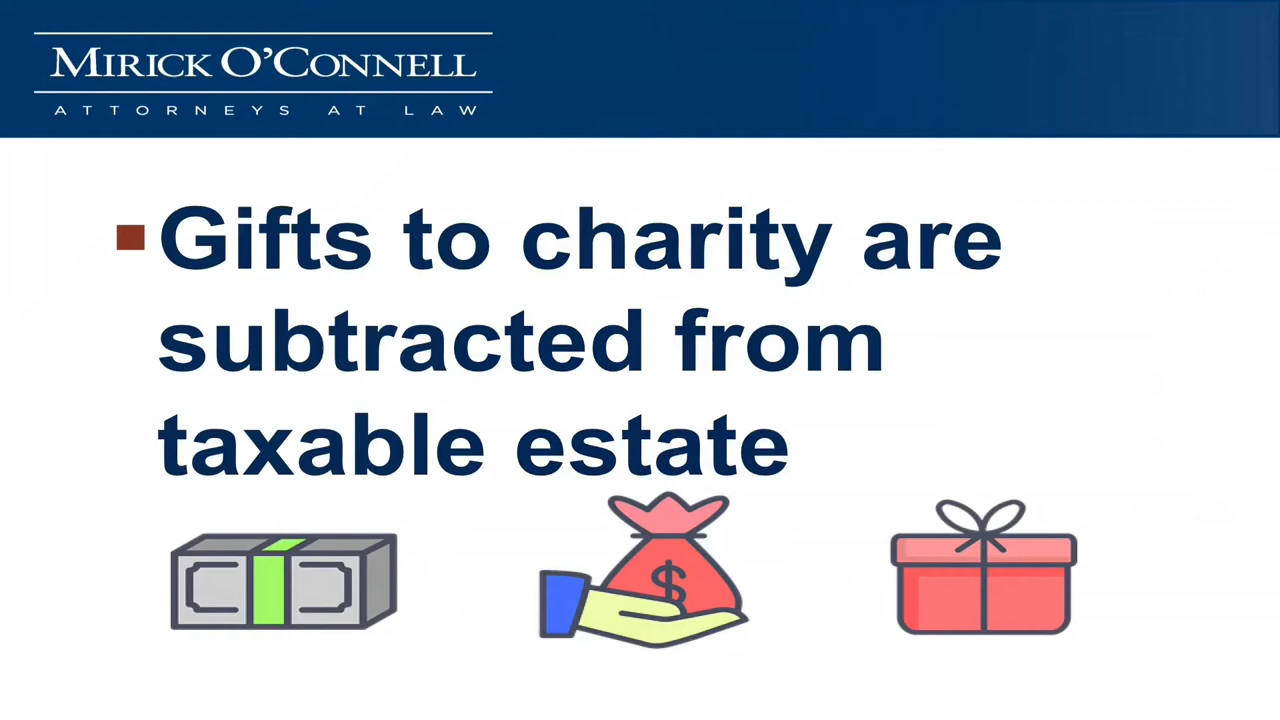 MIRICK O'CONNELL
ATTORNEYS AT LAW
Gifts to charity are
subtracted from
taxable estate
$